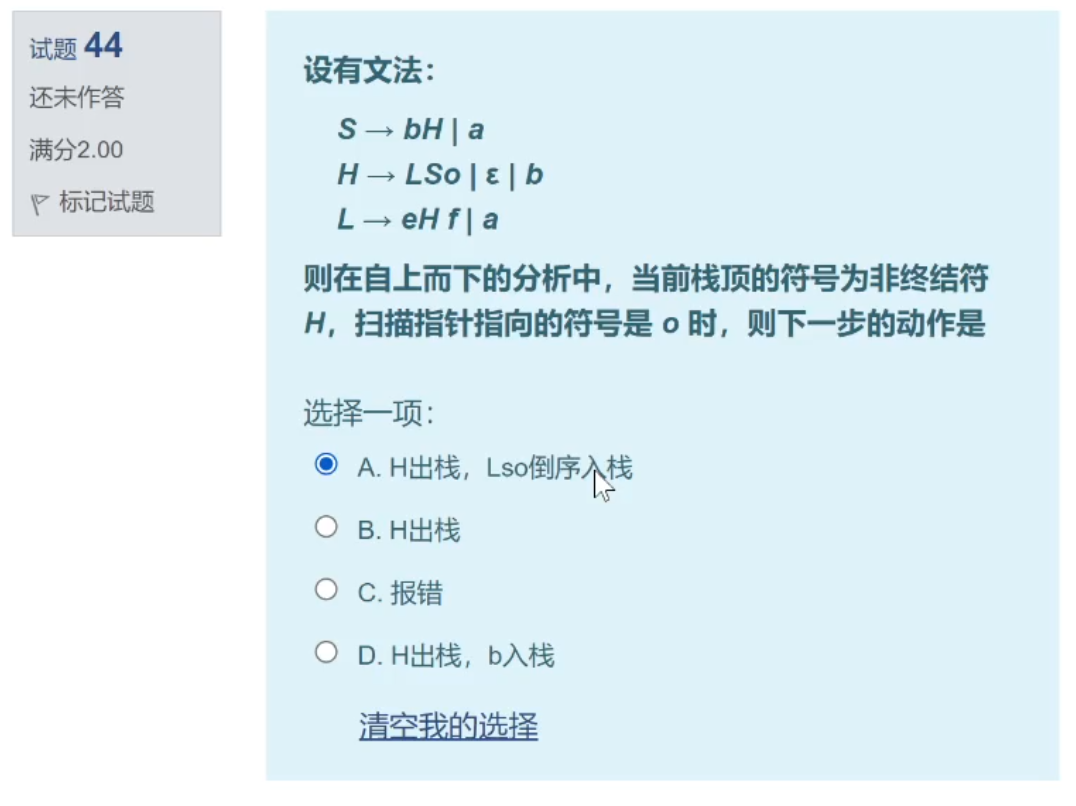 试题 44
还未作答
满分2.00
标记试题
设有文法：
S → bH | a
H → LSo | ε | b
L → eH f | a
则在自上而下的分析中，当前栈顶的符号为非终结符
H，扫描指针指向的符号是 o 时，则下一步的动作是
选择一项：
A. H出栈，Lso倒序入栈
B. H出栈
C. 报错
D. H出栈，b入栈
清空我的选择